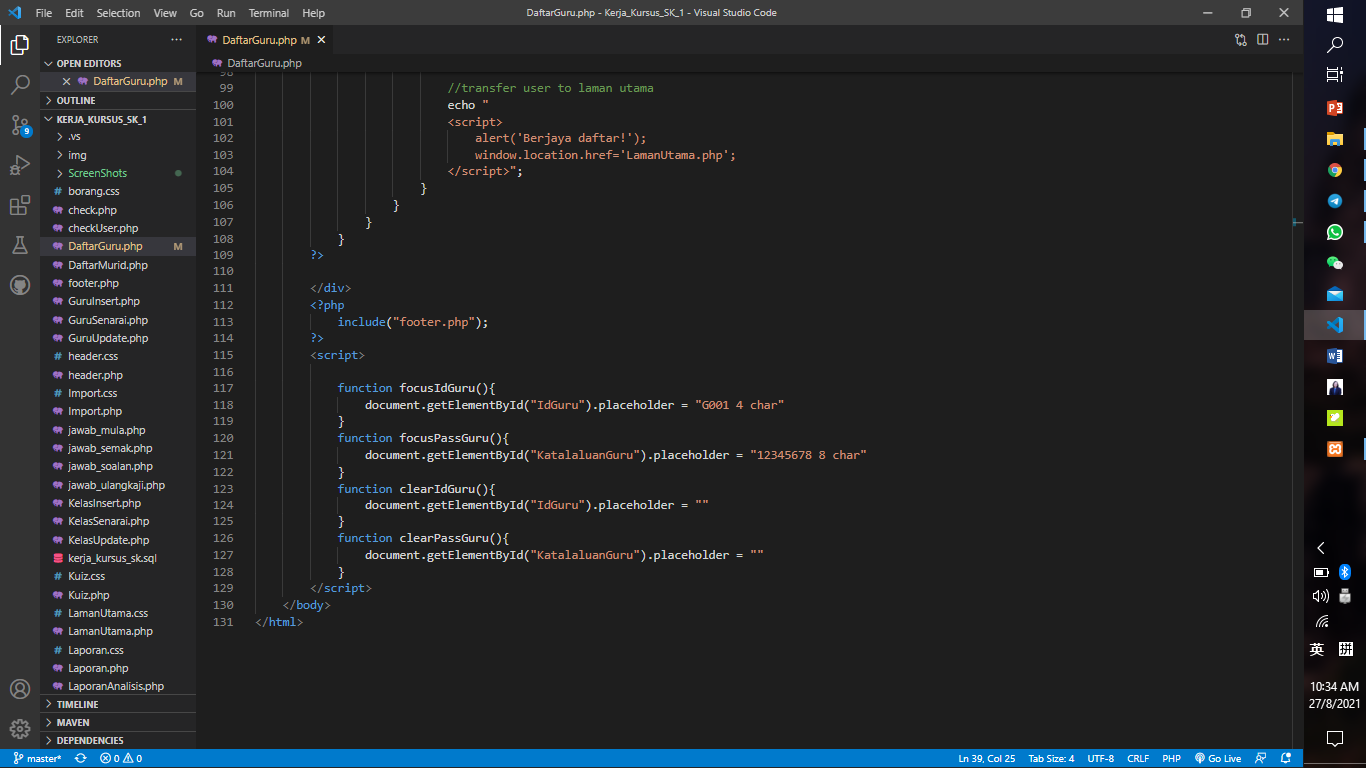 File Edit Selection View Go Run Terminal Help
DaftarGuru.php - Kerja_Kursus_SK_1 - Visual Studio Code
EXPLORER
OPEN EDITORS
DaftarGuru.php M
OUTLINE
KERJA_KURSUS_SK_1
.vs
img
ScreenShots
borang.css
check.php
checkUser.php
DaftarGuru.php M
DaftarMurid.php
footer.php
GuruInsert.php
GuruSenarai.php
GuruUpdate.php
header.css
header.php
Import.css
Import.php
jawab_mula.php
jawab_semak.php
jawab_soalan.php
jawab_ulangkaji.php
KelasInsert.php
KelasSenarai.php
KelasUpdate.php
kerja_kursus_sk.sql
Kuiz.css
Kuiz.php
LamanUtama.css
LamanUtama.php
Laporan.css
Laporan.php
LaporanAnalisis.php
TIMELINE
MAVEN
DEPENDENCIES
9
DaftarGuru.php M
DaftarGuru.php
98
99 //transfer user to laman utama
100 echo "
101 <script>
102 alert('Berjaya daftar!');
103 window.location.href='LamanUtama.php';
104 </script>";
105 }
106 }
107 }
108 }
109 ?>
110
111 </div>
112 <?php
113 include("footer.php");
114 ?>
115 <script>
116
117 function focusIdGuru(){
118 document.getElementById("IdGuru").placeholder = "G001 4 char"
119 }
120 function focusPassGuru(){
121 document.getElementById("KatalaluanGuru").placeholder = "12345678 8 char"
122 }
123 function clearIdGuru(){
124 document.getElementById("IdGuru").placeholder = ""
125 }
126 function clearPassGuru(){
127 document.getElementById("KatalaluanGuru").placeholder = ""
128 }
129 </script>
130 </body>
131 </html>
master* 0 0
Ln 39, Col 25 Tab Size: 4 UTF-8 CRLF PHP Go Live
英 拼
10:34 AM
27/8/2021